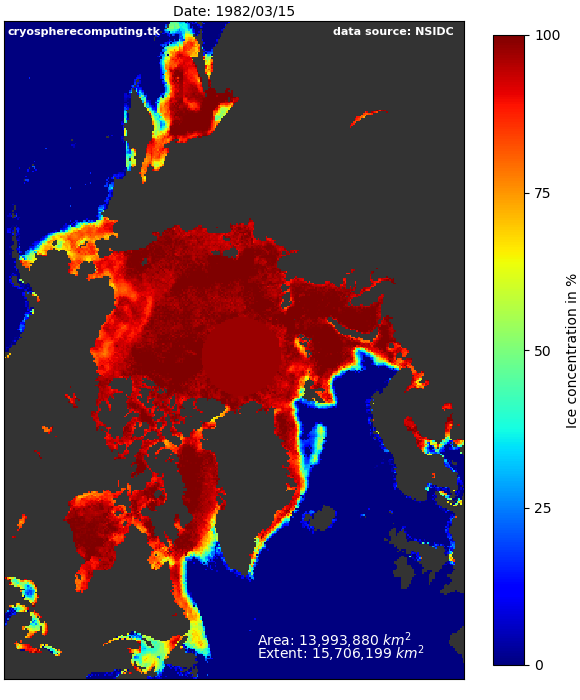 Date: 1982/03/15
cryospherecomputing.tk
data source: NSIDC
100
75
50
25
0
Ice concentration in %
Area: 13,993,880 km²
Extent: 15,706,199 km²